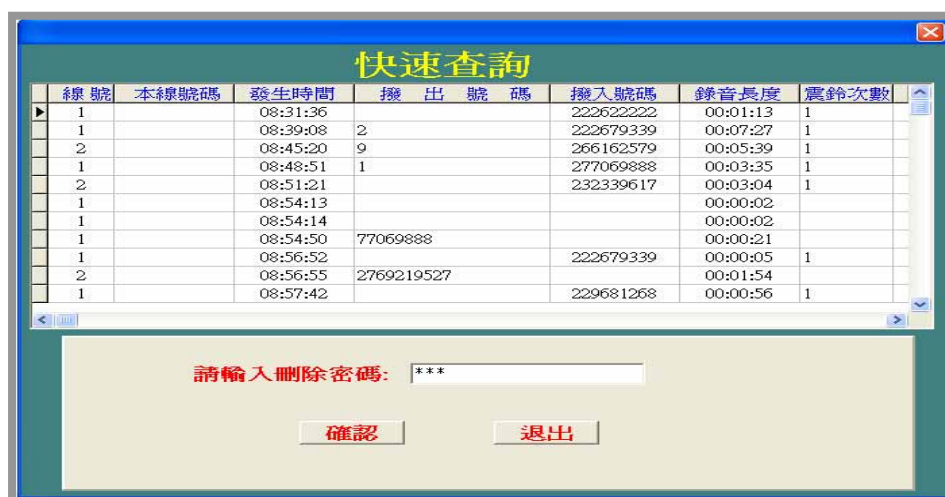 快速查詢
線 號 本線號碼 發生時間 撥 出 號 碼 撥入號碼 錄音長度 震鈴次數
1 08:31:36 222622222 00:01:13 1
1 08:39:08 2 222679339 00:07:27 1
2 08:45:20 9 266162579 00:05:39 1
1 08:48:51 1 277069888 00:03:35 1
2 08:51:21 232339617 00:03:04 1
1 08:54:13 00:00:02
1 08:54:14 00:00:02
1 08:54:50 77069888 00:00:21
1 08:56:52 222679339 00:00:05 1
2 08:56:55 2769219527 00:01:54
1 08:57:42 229681268 00:00:56 1
請輸入刪除密碼: ***
確認 退出